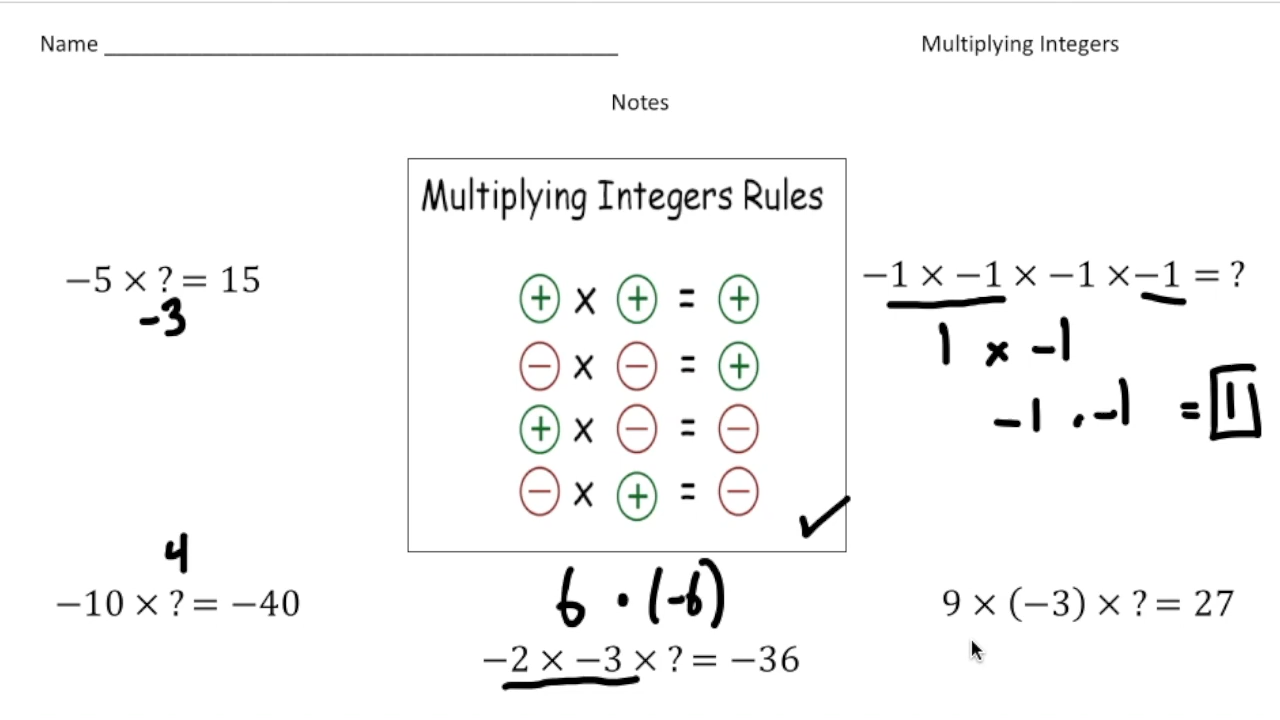 Name ________________ Multiplying Integers
Notes
Multiplying Integers Rules
−5 × ? = 15
-3
+ × + = +
− × − = +
+ × − = −
− × + = −
−1 × −1 × −1 × −1 = ?
1 × -1
-1 · -1 = 1
4
−10 × ? = −40
6 · (-6)
−2 × −3 × ? = −36
9 × (−3) × ? = 27